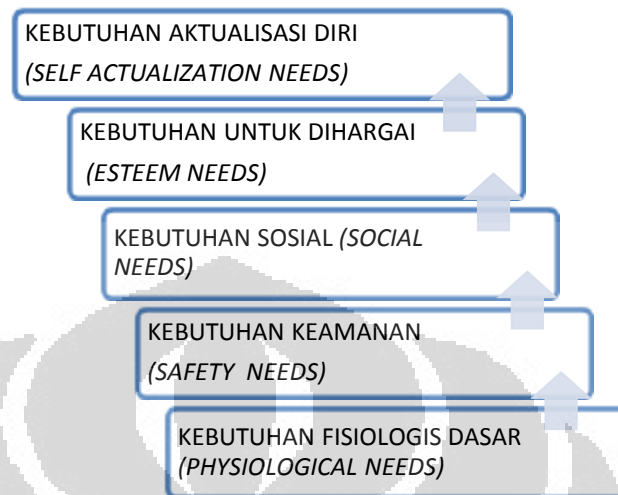 KEBUTUHAN AKTUALISASI DIRI
(SELF ACTUALIZATION NEEDS)
KEBUTUHAN UNTUK DIHARGAI
(ESTEEM NEEDS)
KEBUTUHAN SOSIAL (SOCIAL
NEEDS)
KEBUTUHAN KEAMANAN
(SAFETY NEEDS)
KEBUTUHAN FISIOLOGIS DASAR
(PHYSIOLOGICAL NEEDS)